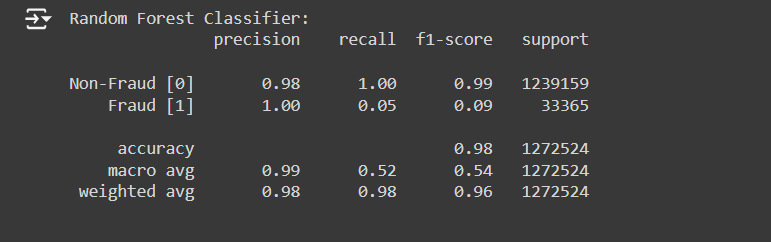 Random Forest Classifier:
precision recall f1-score support
Non-Fraud [0] 0.98 1.00 0.99 1239159
Fraud [1] 1.00 0.05 0.09 33365
accuracy 0.98 1272524
macro avg 0.99 0.52 0.54 1272524
weighted avg 0.98 0.98 0.96 1272524